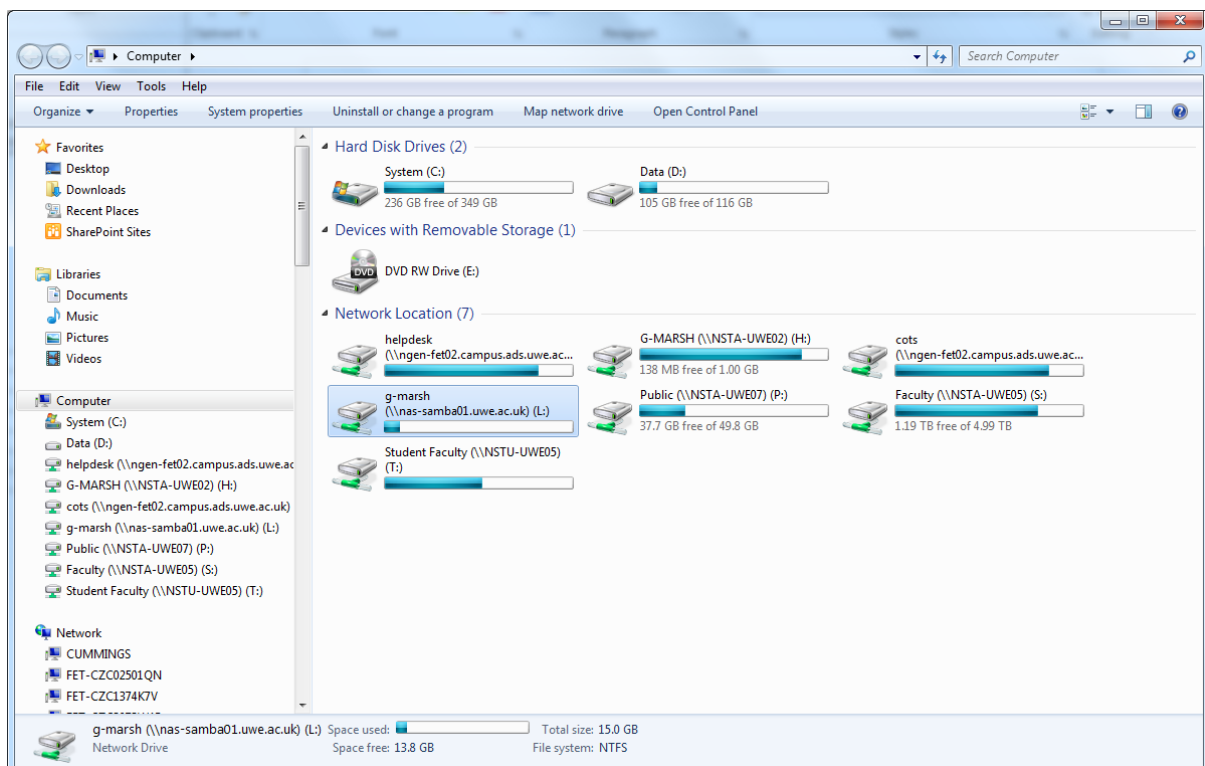 Computer
Search Computer
File Edit View Tools Help
Organize Properties System properties Uninstall or change a program Map network drive Open Control Panel
Favorites
Desktop
Downloads
Recent Places
SharePoint Sites
Libraries
Documents
Music
Pictures
Videos
Computer
System (C:)
Data (D:)
helpdesk (\\ngen-fet02.campus.ads.uwe.ac
G-MARSH (\\NSTA-UWE02) (H:)
cots (\\ngen-fet02.campus.ads.uwe.ac.uk)
g-marsh (\\nas-samba01.uwe.ac.uk) (L:)
Public (\\NSTA-UWE07) (P:)
Faculty (\\NSTA-UWE05) (S:)
Student Faculty (\\NSTU-UWE05) (T:)
Network
CUMMINGS
FET-CZC02501QN
FET-CZC1374K7V
Hard Disk Drives (2)
System (C:)
236 GB free of 349 GB
Data (D:)
105 GB free of 116 GB
Devices with Removable Storage (1)
DVD
DVD RW Drive (E:)
Network Location (7)
helpdesk
(\\ngen-fet02.campus.ads.uwe.ac...
G-MARSH (\\NSTA-UWE02) (H:)
138 MB free of 1.00 GB
cots
(\\ngen-fet02.campus.ads.uwe.ac...
g-marsh
(\\nas-samba01.uwe.ac.uk) (L:)
Public (\\NSTA-UWE07) (P:)
37.7 GB free of 49.8 GB
Faculty (\\NSTA-UWE05) (S:)
1.19 TB free of 4.99 TB
Student Faculty (\\NSTU-UWE05)
(T:)
g-marsh (\\nas-samba01.uwe.ac.uk) (L:) Space used: Total size: 15.0 GB
Network Drive Space free: 13.8 GB File system: NTFS